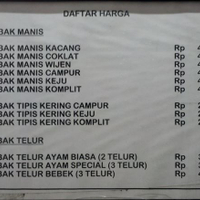 DAFTAR HARGA
BAK MANIS
BAK MANIS KACANG Rp
BAK MANIS COKLAT Rp
BAK MANIS WIJEN Rp
BAK MANIS CAMPUR Rp
BAK MANIS KEJU Rp
BAK MANIS KOMPLIT Rp
BAK TIPIS KERING CAMPUR Rp
BAK TIPIS KERING KEJU Rp
BAK TIPIS KERING KOMPLIT Rp
BAK TELUR
BAK TELUR AYAM BIASA (2 TELUR) Rp
BAK TELUR AYAM SPECIAL (3 TELUR) Rp
BAK TELUR BEBEK (3 TELUR) Rp